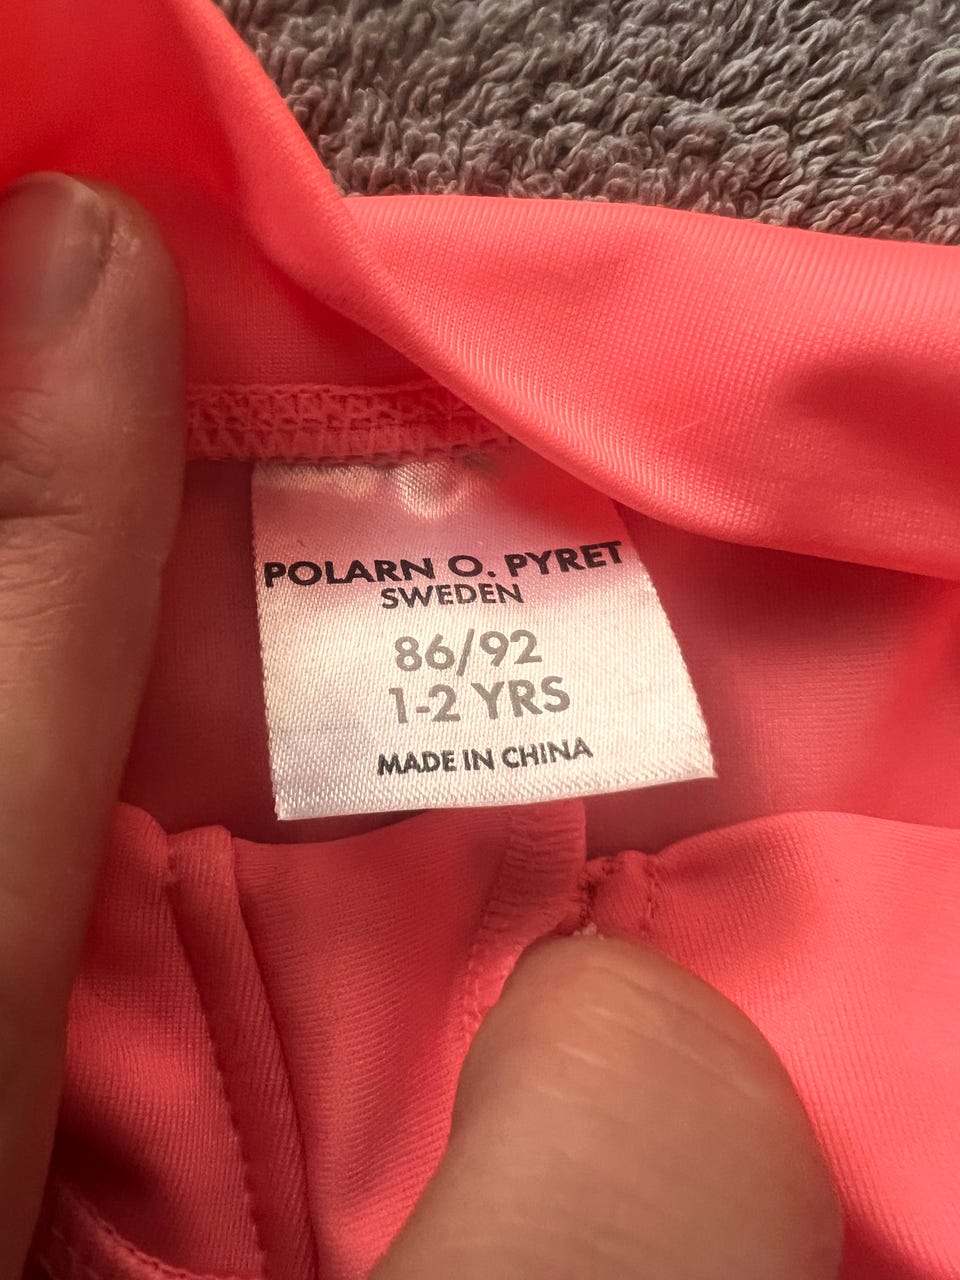 POLARN O. PYRET
SWEDEN
86/92
1-2 YRS
MADE IN CHINA